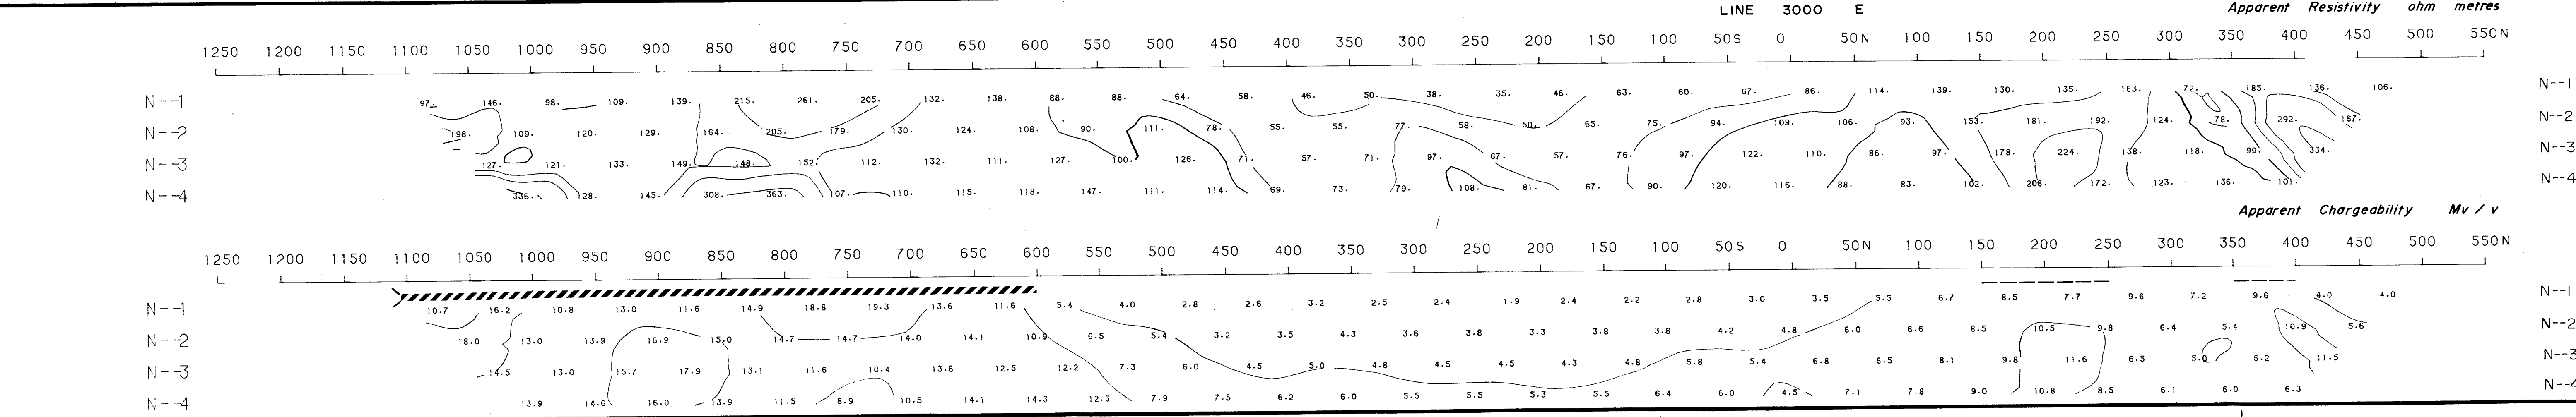 LINE 3000 E Apparent Resistivity ohm metres
1250 1200 1150 1100 1050 1000 950 900 850 800 750 700 650 600 550 500 450 400 350 300 250 200 150 100 50S 0 50N 100 150 200 250 300 350 400 450 500 550N
N--1 97. 146. 98. 109. 139. 215. 261. 205. 132. 138. 88. 88. 64. 58. 46. 50. 38. 35. 46. 63. 60. 67. 86. 114. 139. 130. 135. 163. 72. 185. 136. 106. N--1
N--2 198. 109. 120. 129. 164. 205. 179. 130. 124. 108. 90. 111. 78. 55. 55. 77. 58. 50. 65. 75. 94. 109. 106. 93. 153. 181. 192. 124. 78. 292. 167. N--2
N--3 127. 121. 133. 149. 148. 152. 112. 132. 111. 127. 100. 126. 71. 57. 71. 97. 67. 57. 76. 97. 122. 110. 86. 97. 178. 224. 138. 118. 99. 334. N--3
N--4 336. 128. 145. 308. 363. 107. 110. 115. 118. 147. 111. 114. 69. 73. 79. 108. 81. 67. 90. 120. 116. 88. 83. 102. 206. 172. 123. 136. 101. N--4
Apparent Chargeability Mv / v
1250 1200 1150 1100 1050 1000 950 900 850 800 750 700 650 600 550 500 450 400 350 300 250 200 150 100 50S 0 50N 100 150 200 250 300 350 400 450 500 550N
N--1 10.7 16.2 10.8 13.0 11.6 14.9 18.8 19.3 13.6 11.6 5.4 4.0 2.8 2.6 3.2 2.5 2.4 1.9 2.4 2.2 2.8 3.0 3.5 5.5 6.7 8.5 7.7 9.6 7.2 9.6 4.0 4.0 N--1
N--2 18.0 13.0 13.9 16.9 15.0 14.7 14.7 14.0 14.1 10.9 6.5 5.4 3.2 3.5 4.3 3.6 3.8 3.3 3.8 3.8 4.2 4.8 6.0 6.6 8.5 10.5 9.8 6.4 5.4 10.9 5.6 N--2
N--3 14.5 13.0 15.7 17.9 13.1 11.6 10.4 13.8 12.5 12.2 7.3 6.0 4.5 5.0 4.8 4.5 4.5 4.3 4.8 5.8 5.4 6.8 6.5 8.1 9.8 11.6 6.5 5.0 11.5 N--3
N--4 13.9 14.6 16.0 13.9 11.5 8.9 10.5 14.1 14.3 12.3 7.9 7.5 6.2 6.0 5.5 5.5 5.3 5.5 6.4 6.0 4.5 7.1 7.8 9.0 10.8 8.5 6.1 6.0 6.3 N--4